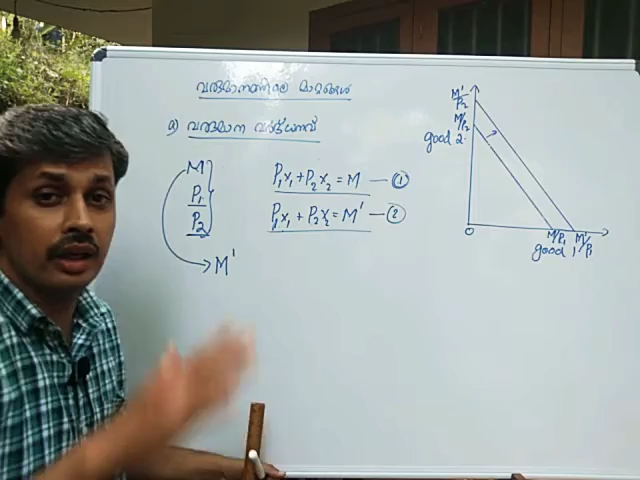 വരുമാനത്തിലെ മാറ്റങ്ങൾ
a) വരുമാന വർദ്ധനവ്
M
P₁
P₂
M'
P₁x₁ + P₂x₂ = M — ①
P₁x₁ + P₂x₂ = M' — ②
M'/P₂
M/P₂
good 2
O
M/P₁ M'/P₁
good 1